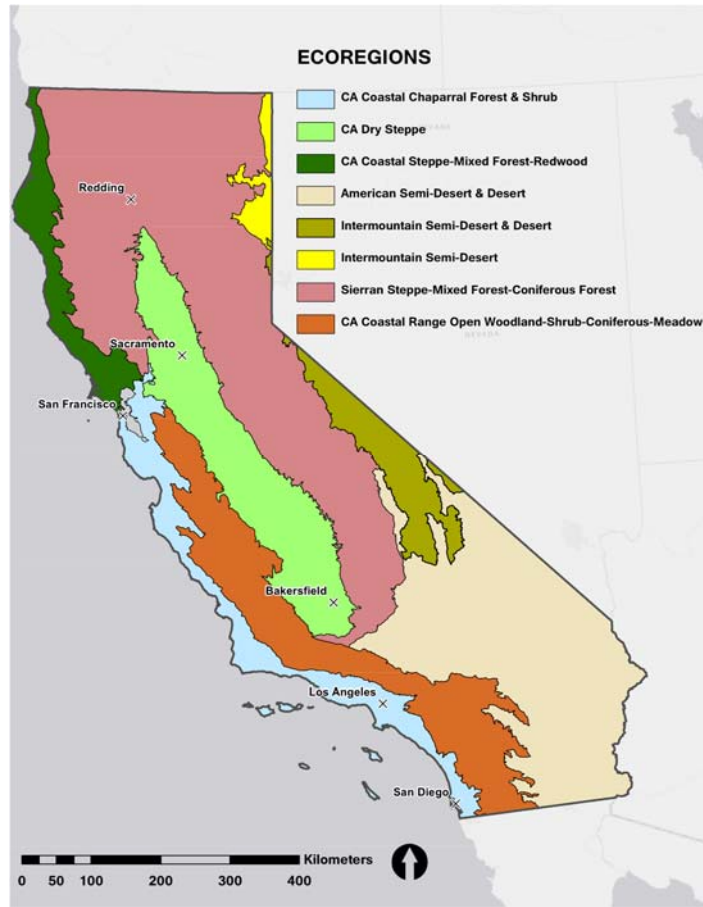 ECOREGIONS
CA Coastal Chaparral Forest & Shrub
CA Dry Steppe
CA Coastal Steppe-Mixed Forest-Redwood
American Semi-Desert & Desert
Intermountain Semi-Desert & Desert
Intermountain Semi-Desert
Sierran Steppe-Mixed Forest-Coniferous Forest
CA Coastal Range Open Woodland-Shrub-Coniferous-Meadow
NEVADA
Redding
Sacramento
San Francisco
Bakersfield
Los Angeles
San Diego
Kilometers
0 50 100 200 300 400